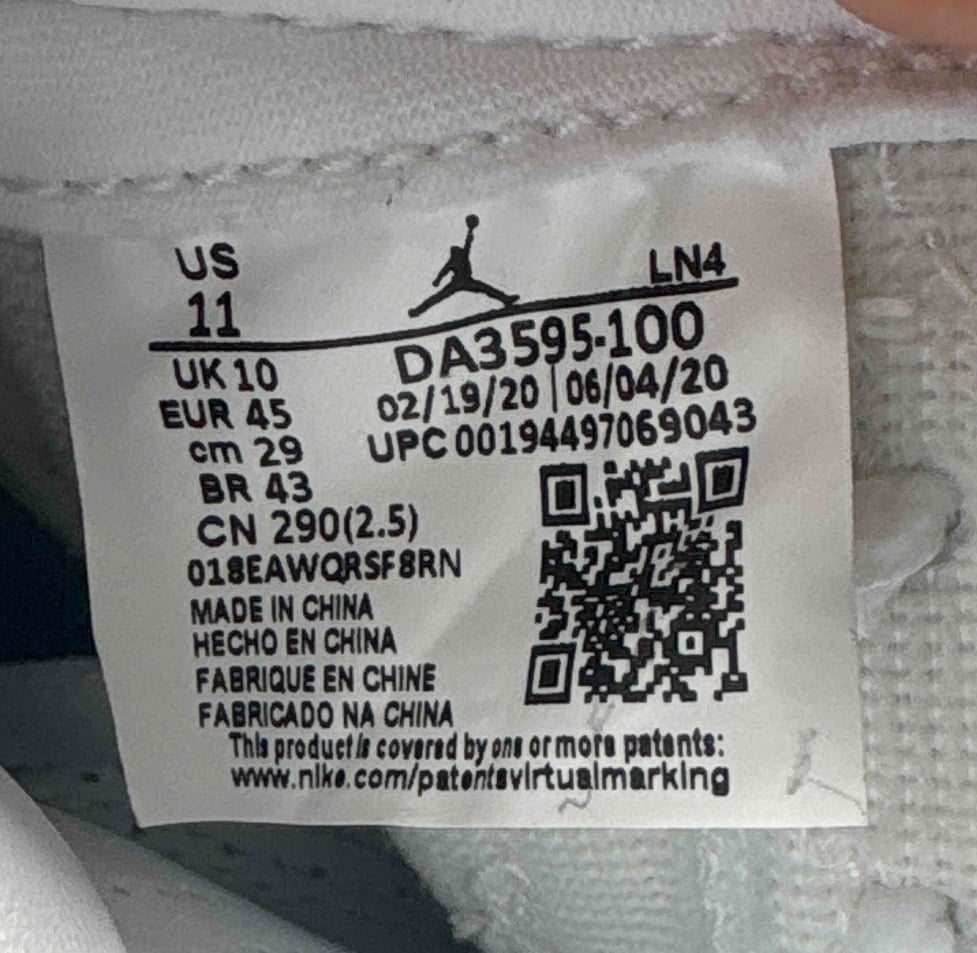 US
11
LN4
DA3595-100
02/19/20 | 06/04/20
UPC 00194497069043
UK 10
EUR 45
cm 29
BR 43
CN 290(2.5)
018EAWQRSF8RN
MADE IN CHINA
HECHO EN CHINA
FABRIQUE EN CHINE
FABRICADO NA CHINA
This product is covered by one or more patents:
www.nike.com/patentsvirtualmarking